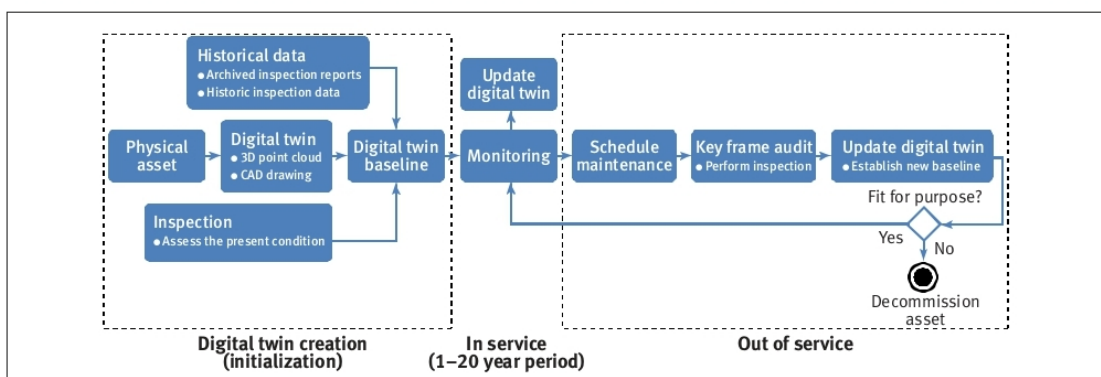 Historical data
• Archived inspection reports
• Historic inspection data
Physical
asset
Digital twin
• 3D point cloud
• CAD drawing
Digital twin
baseline
Inspection
• Assess the present condition
Update
digital twin
Monitoring
Schedule
maintenance
Key frame audit
• Perform inspection
Update digital twin
• Establish new baseline
Fit for purpose?
Yes
No
Decommission
asset
Digital twin creation
(initialization)
In service
(1–20 year period)
Out of service